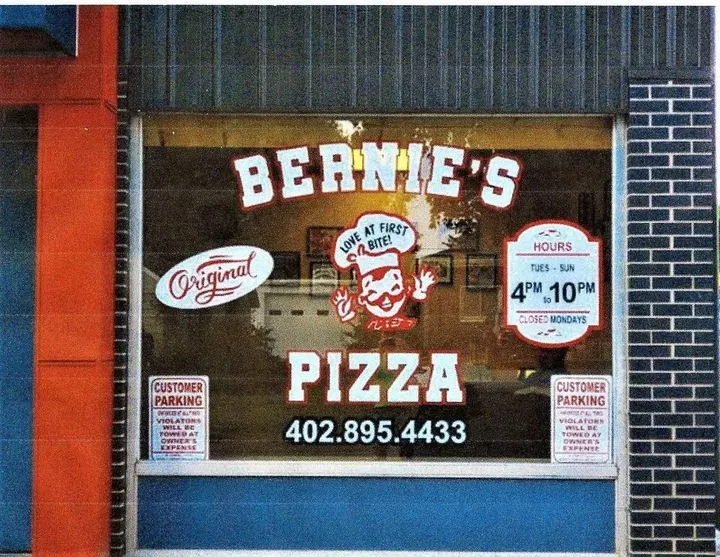 BERNIE'S
LOVE AT FIRST
BITE!
Original
HOURS
TUES - SUN
4PM to 10PM
CLOSED MONDAYS
PIZZA
402.895.4433
CUSTOMER
PARKING
VIOLATORS
WILL BE
TOWED AT
OWNER'S
EXPENSE
CUSTOMER
PARKING
VIOLATORS
WILL BE
TOWED AT
OWNER'S
EXPENSE